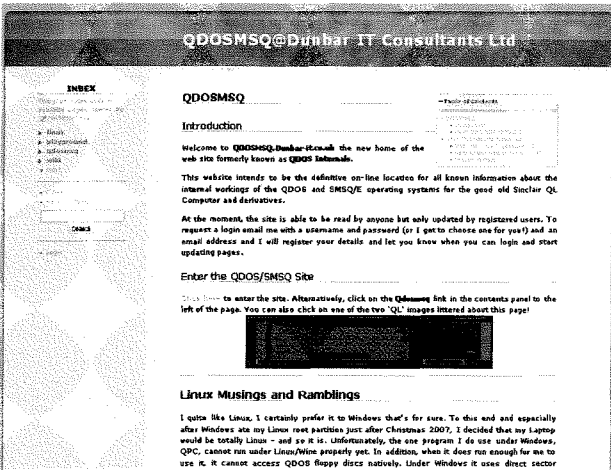 QDOSMSQ@Dunbar IT Consultants Ltd
INDEX
linux
playground
qdosmsq
wiki
Search
QDOSMSQ
Table of Contents
Introduction
Welcome to QDOSMSQ.Dunbar-it.co.uk the new home of the
web site formerly known as QDOS Internals.
This website intends to be the definitive on-line location for all known information about the
internal workings of the QDOS and SMSQ/E operating systems for the good old Sinclair QL
Computer and derivatives.
At the moment, the site is able to be read by anyone but only updated by registered users. To
request a login email me with a username and password (or I get to choose one for you!) and an
email address and I will register your details and let you know when you can login and start
updating pages.
Enter the QDOS/SMSQ Site
Click here to enter the site. Alternatively, click on the Qdosmsq link in the contents panel to the
left of the page. You can also click on one of the two 'QL' images littered about this page!
Linux Musings and Ramblings
I quite like Linux, I certainly prefer it to Windows that's for sure. To this end and especially
after Windows ate my Linux root partition just after Christmas 2007, I decided that my Laptop
would be totally Linux - and so it is. Unfortunately, the one program I do use under Windows,
QPC, cannot run under Linux/Wine properly yet. In addition, when it does run enough for me to
use it, it cannot access QDOS floppy discs natively. Under Windows it uses direct sector